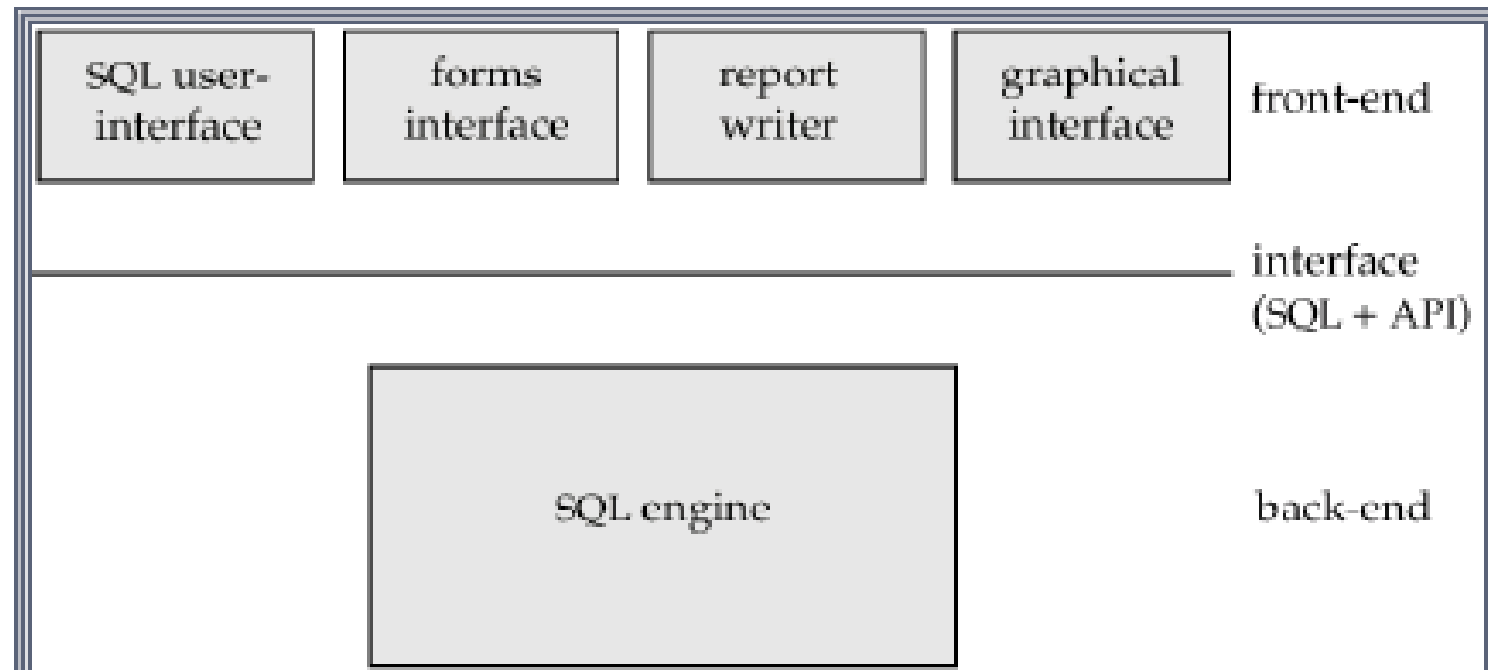 SQL user-
interface
forms
interface
report
writer
graphical
interface
front-end
interface
(SQL + API)
SQL engine
back-end